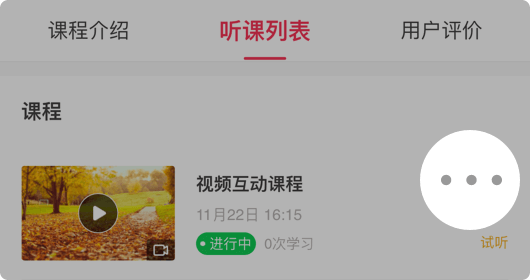 课程介绍 听课列表 用户评价
课程
视频互动课程
11月22日 16:15
进行中 0次学习
试听